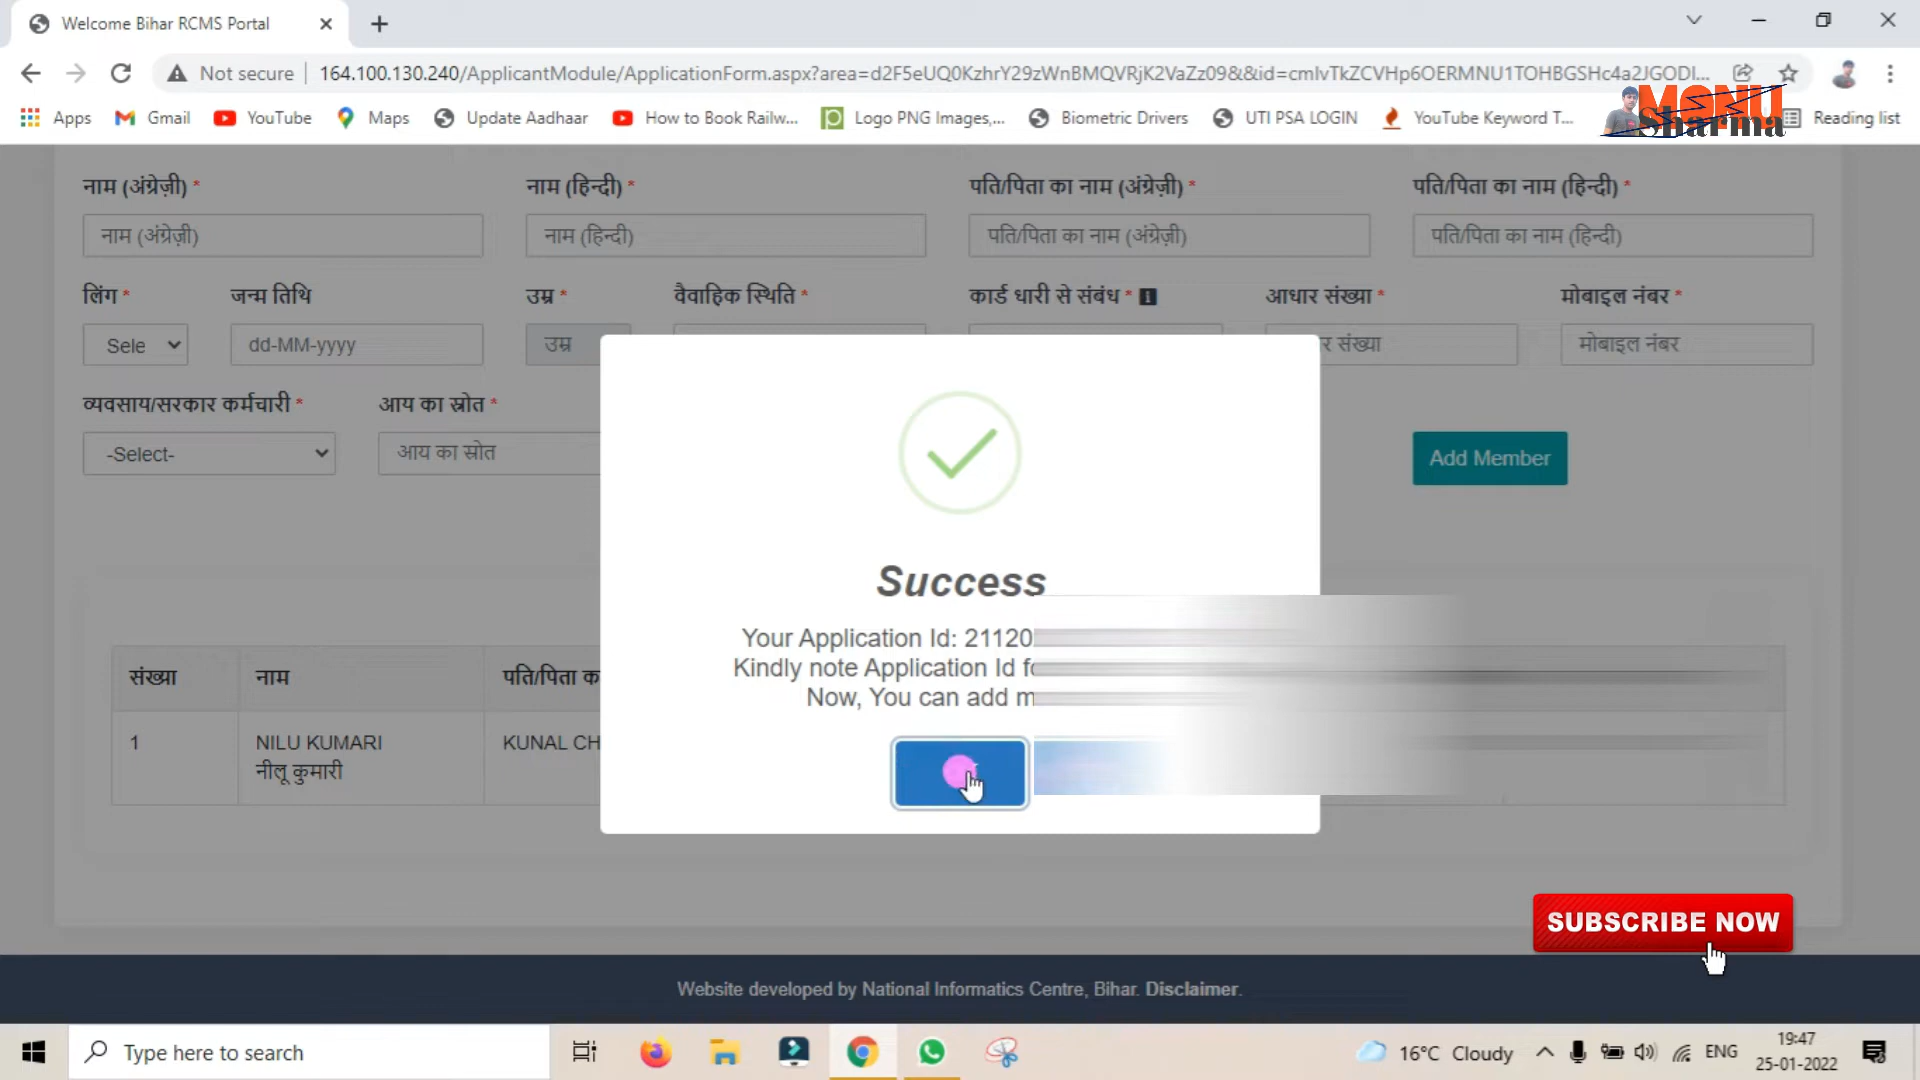 Welcome Bihar RCMS Portal
Not secure
164.100.130.240/ApplicantModule/ApplicationForm.aspx?area=d2F5eUQ0KzhrY29zWnBMQVRjK2VaZz09&&id=cmlvTkZCVHp6OERMNU1TOHBGSHc4a2JGODI...
Apps
Gmail
YouTube
Maps
Update Aadhaar
How to Book Railw...
Logo PNG Images,...
Biometric Drivers
UTI PSA LOGIN
YouTube Keyword T...
Reading list
MONU
Sharma
नाम (अंग्रेज़ी) *
नाम (हिन्दी) *
पति/पिता का नाम (अंग्रेज़ी) *
पति/पिता का नाम (हिन्दी) *
नाम (अंग्रेज़ी)
नाम (हिन्दी)
पति/पिता का नाम (अंग्रेज़ी)
पति/पिता का नाम (हिन्दी)
लिंग *
जन्म तिथि
उम्र *
वैवाहिक स्थिति *
कार्ड धारी से संबंध *
आधार संख्या *
मोबाइल नंबर *
Sele
dd-MM-yyyy
उम्र
संख्या
मोबाइल नंबर
व्यवसाय/सरकार कर्मचारी *
आय का स्रोत *
-Select-
आय का स्रोत
Add Member
Success
Your Application Id: 21120
Kindly note Application Id
Now, You can add
संख्या
नाम
पति/पिता
1
NILU KUMARI
नीलू कुमारी
KUNAL CH
SUBSCRIBE NOW
Website developed by National Informatics Centre, Bihar. Disclaimer.
Type here to search
16°C Cloudy
ENG
19:47
25-01-2022